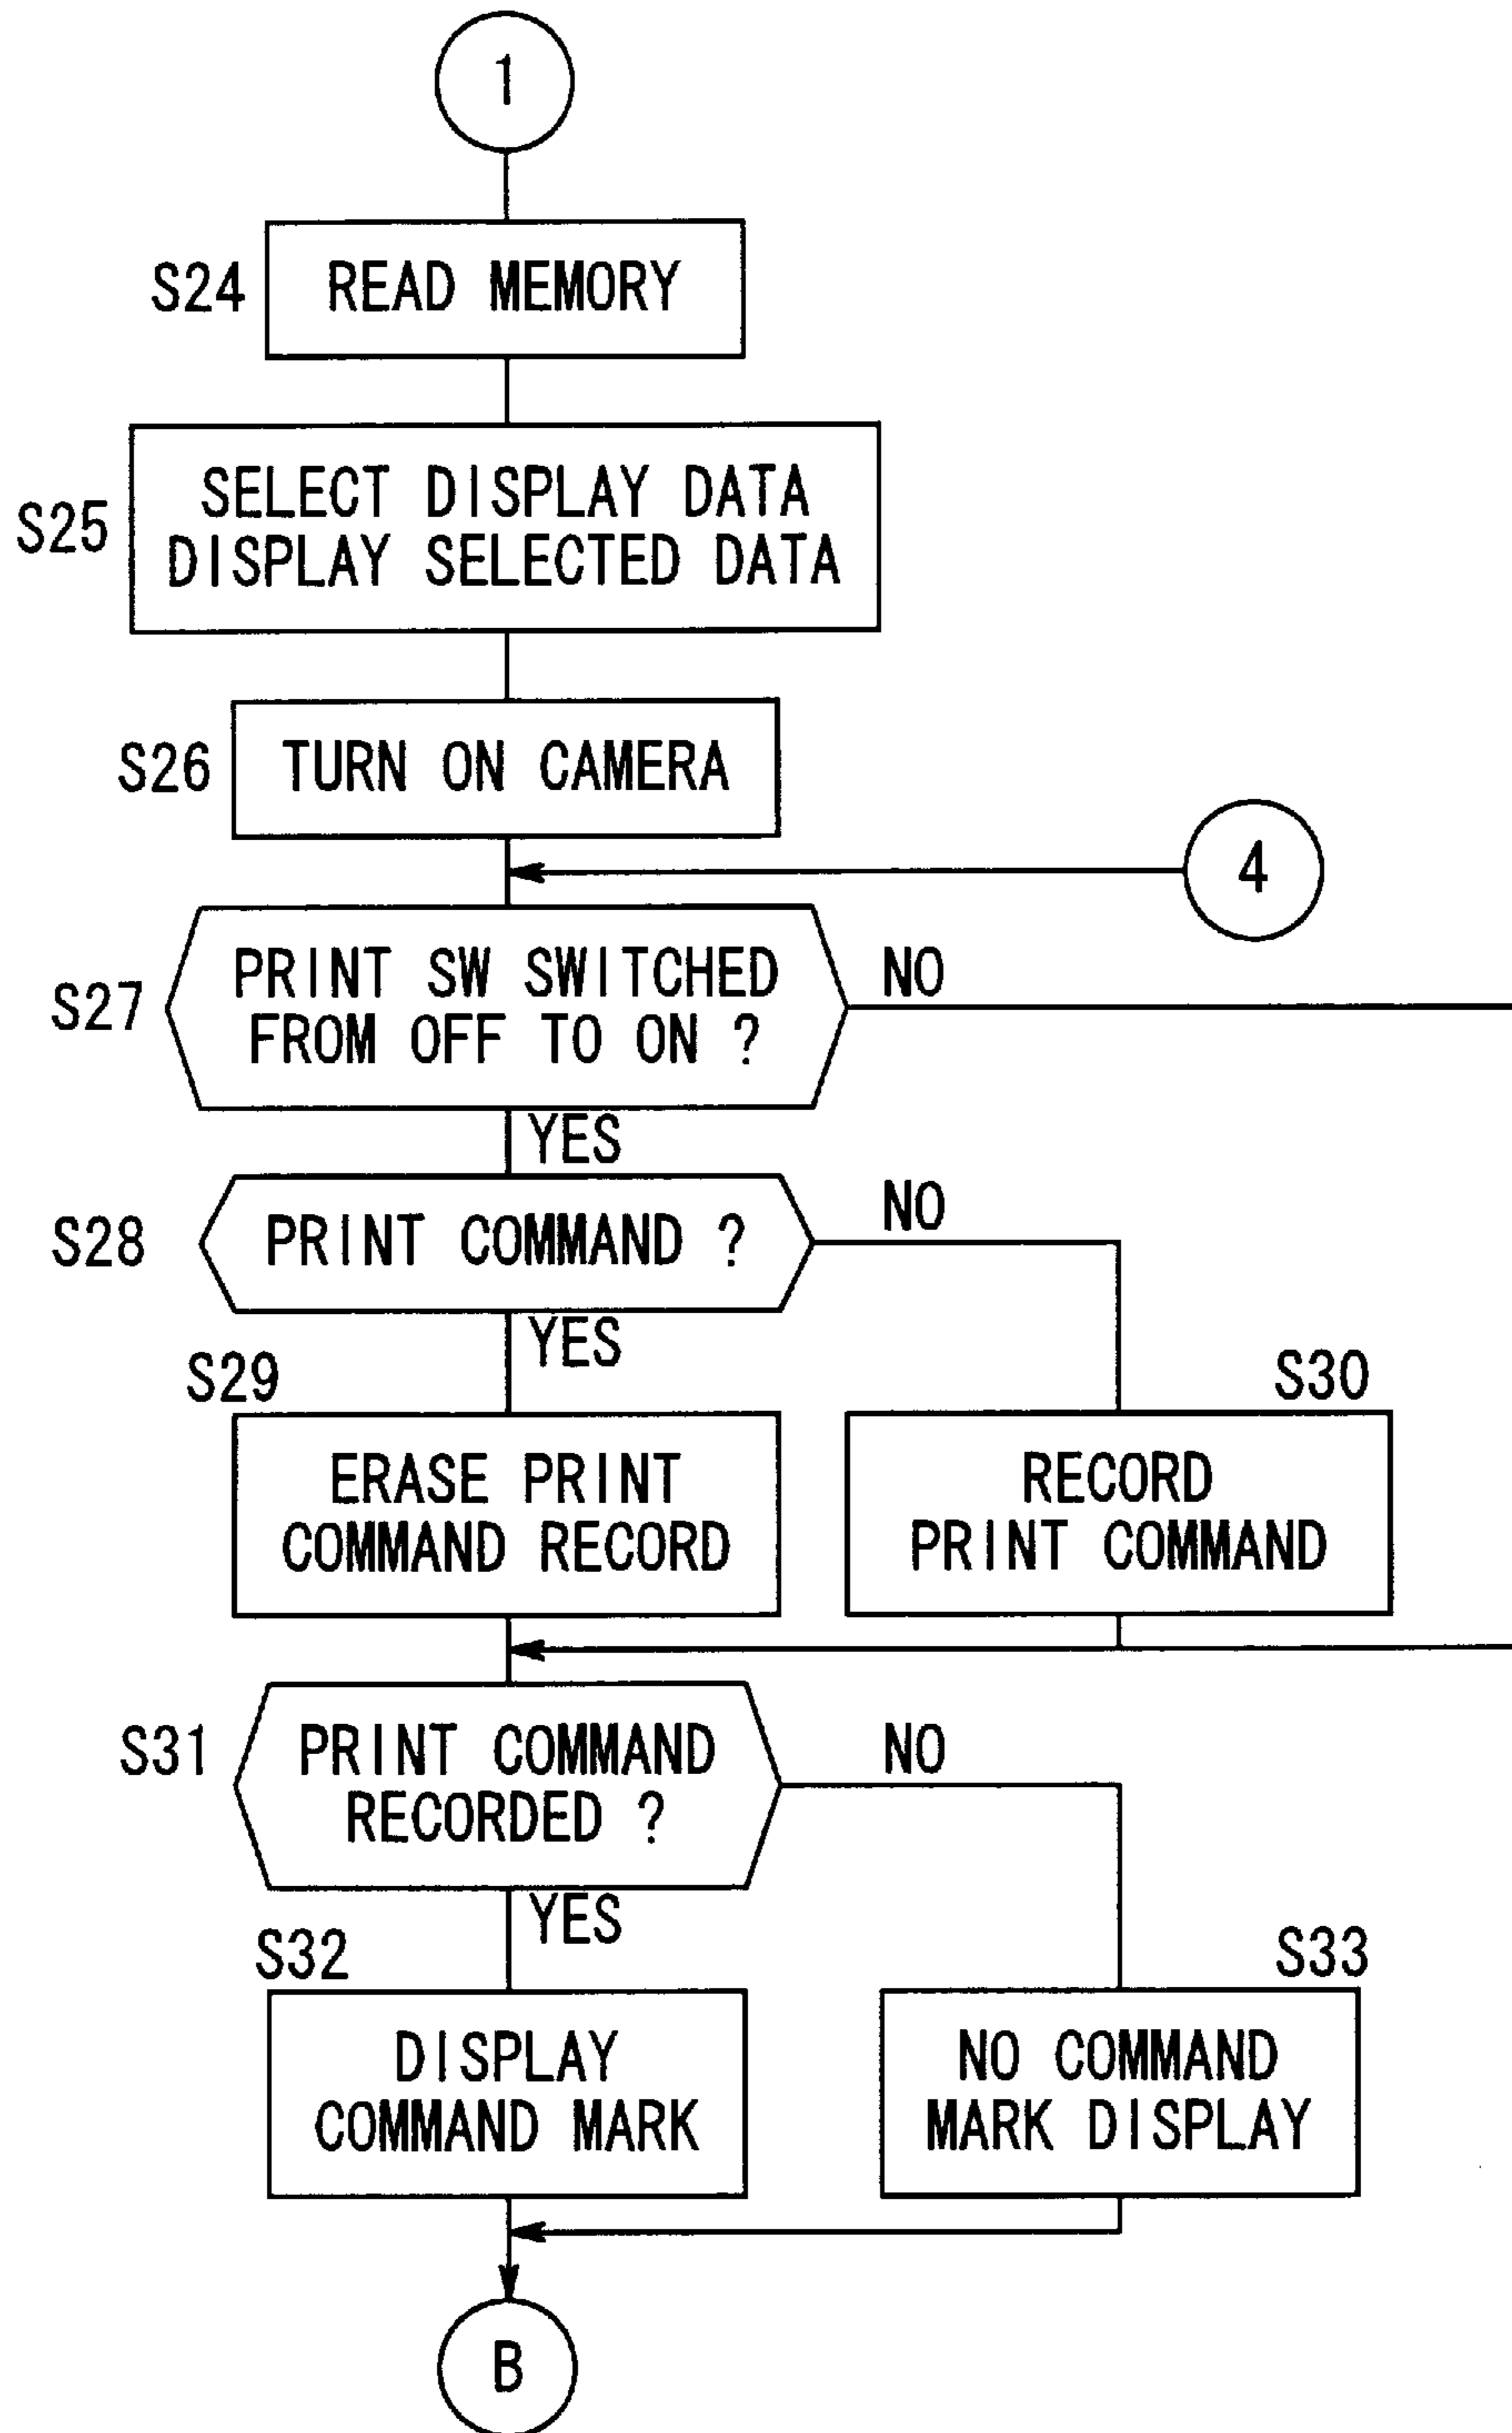 1
S24
READ MEMORY
S25
SELECT DISPLAY DATA
DISPLAY SELECTED DATA
S26
TURN ON CAMERA
4
S27
PRINT SW SWITCHED
FROM OFF TO ON ?
NO
YES
S28
PRINT COMMAND ?
NO
YES
S29
ERASE PRINT
COMMAND RECORD
S30
RECORD
PRINT COMMAND
S31
PRINT COMMAND
RECORDED ?
NO
YES
S32
DISPLAY
COMMAND MARK
S33
NO COMMAND
MARK DISPLAY
B